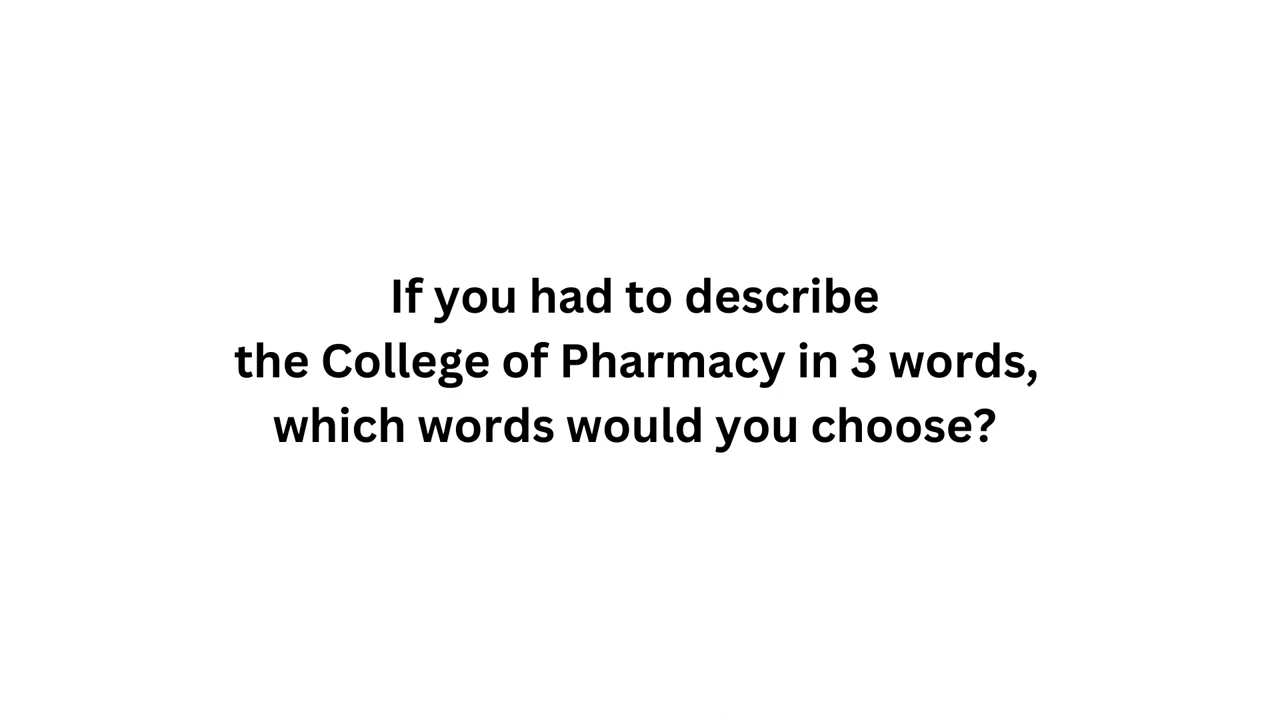 If you had to describe
the College of Pharmacy in 3 words,
which words would you choose?